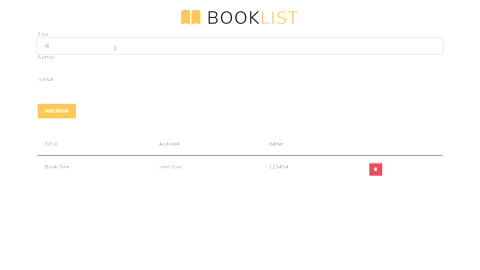 BOOKLIST
Title
B
Author
ISBN#
ADD BOOK
TITLE AUTHOR ISBN#
Book One John Doe 123454